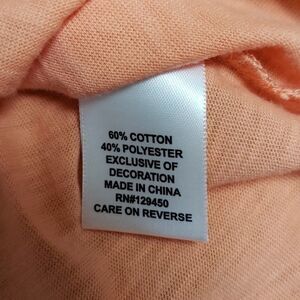 60% COTTON
40% POLYESTER
EXCLUSIVE OF
DECORATION
MADE IN CHINA
RN#129450
CARE ON REVERSE